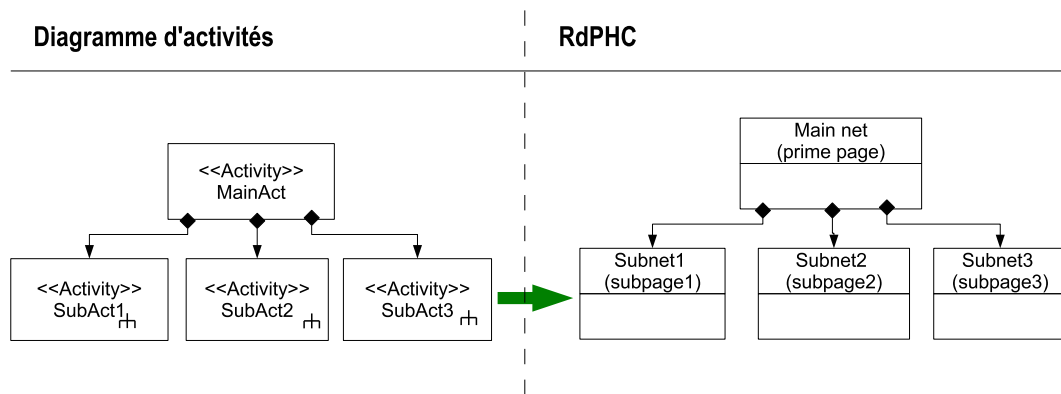 Diagramme d'activités
RdPHC
<<Activity>>
MainAct
<<Activity>>
SubAct1
<<Activity>>
SubAct2
<<Activity>>
SubAct3
Main net
(prime page)
Subnet1
(subpage1)
Subnet2
(subpage2)
Subnet3
(subpage3)